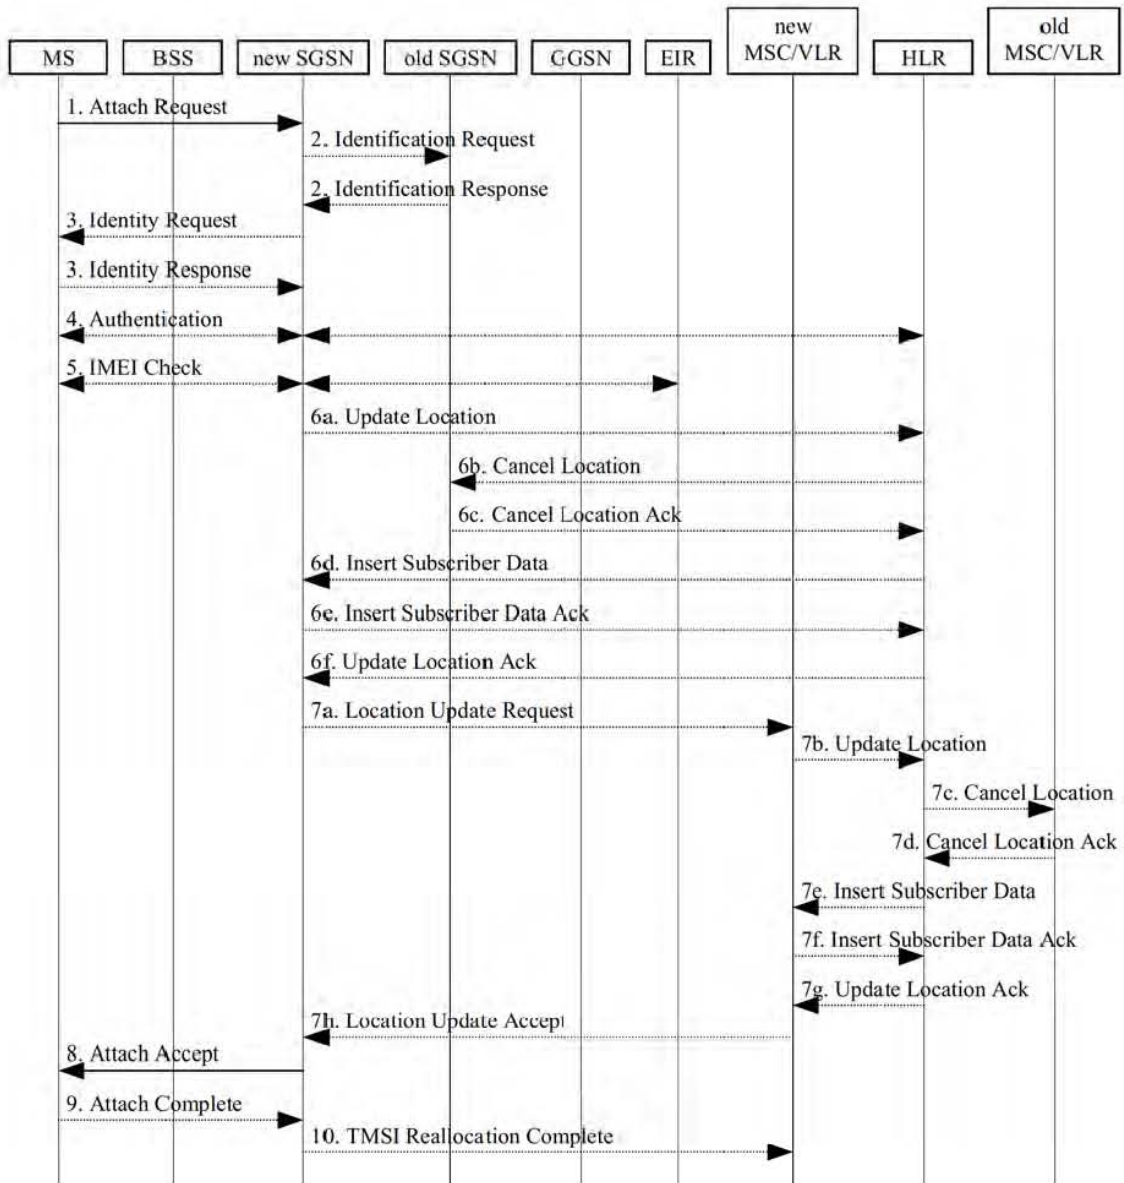 new
old
MS
BSS
new SGSN
old SGSN
GGSN
EIR
MSC/VLR
HLR
MSC/VLR
1. Attach Request
2. Identification Request
2. Identification Response
3. Identity Request
3. Identity Response
4. Authentication
5. IMEI Check
6a. Update Location
6b. Cancel Location
6c. Cancel Location Ack
6d. Insert Subscriber Data
6e. Insert Subscriber Data Ack
6f. Update Location Ack
7a. Location Update Request
7b. Update Location
7c. Cancel Location
7d. Cancel Location Ack
7e. Insert Subscriber Data
7f. Insert Subscriber Data Ack
7g. Update Location Ack
7h. Location Update Accept
8. Attach Accept
9. Attach Complete
10. TMSI Reallocation Complete